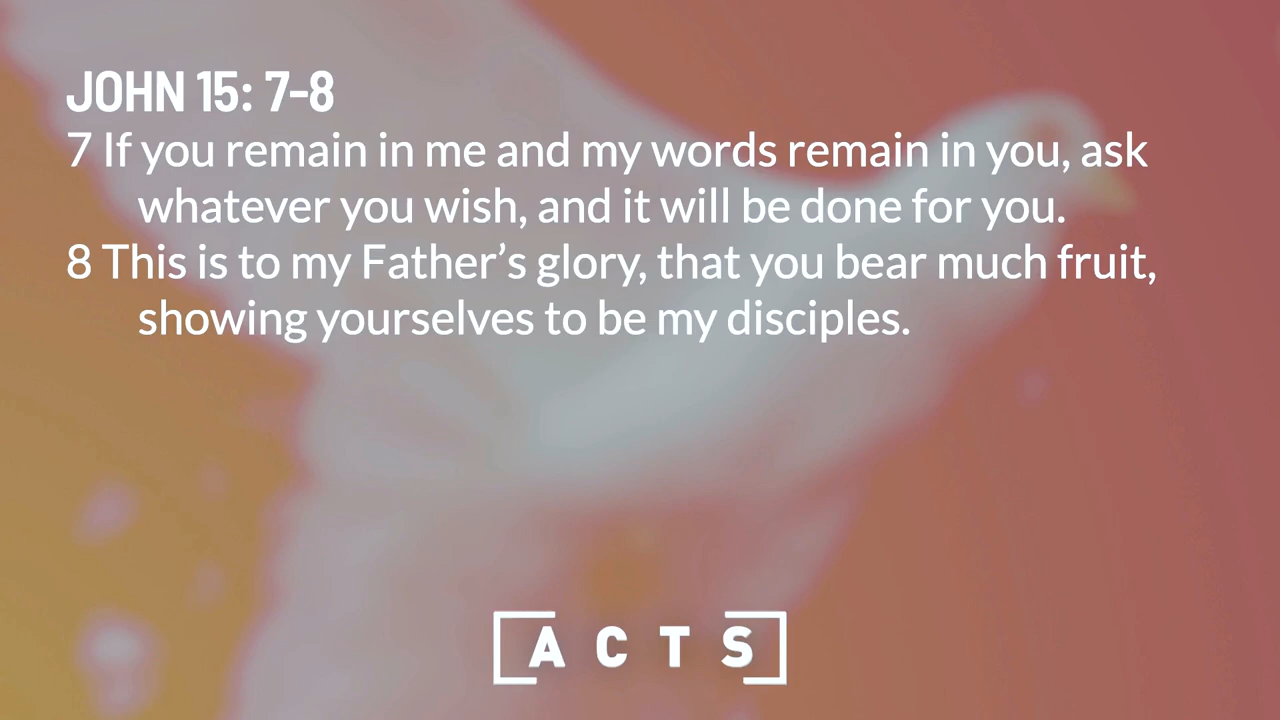 JOHN 15: 7-8
7 If you remain in me and my words remain in you, ask
whatever you wish, and it will be done for you.
8 This is to my Father’s glory, that you bear much fruit,
showing yourselves to be my disciples.
ACTS